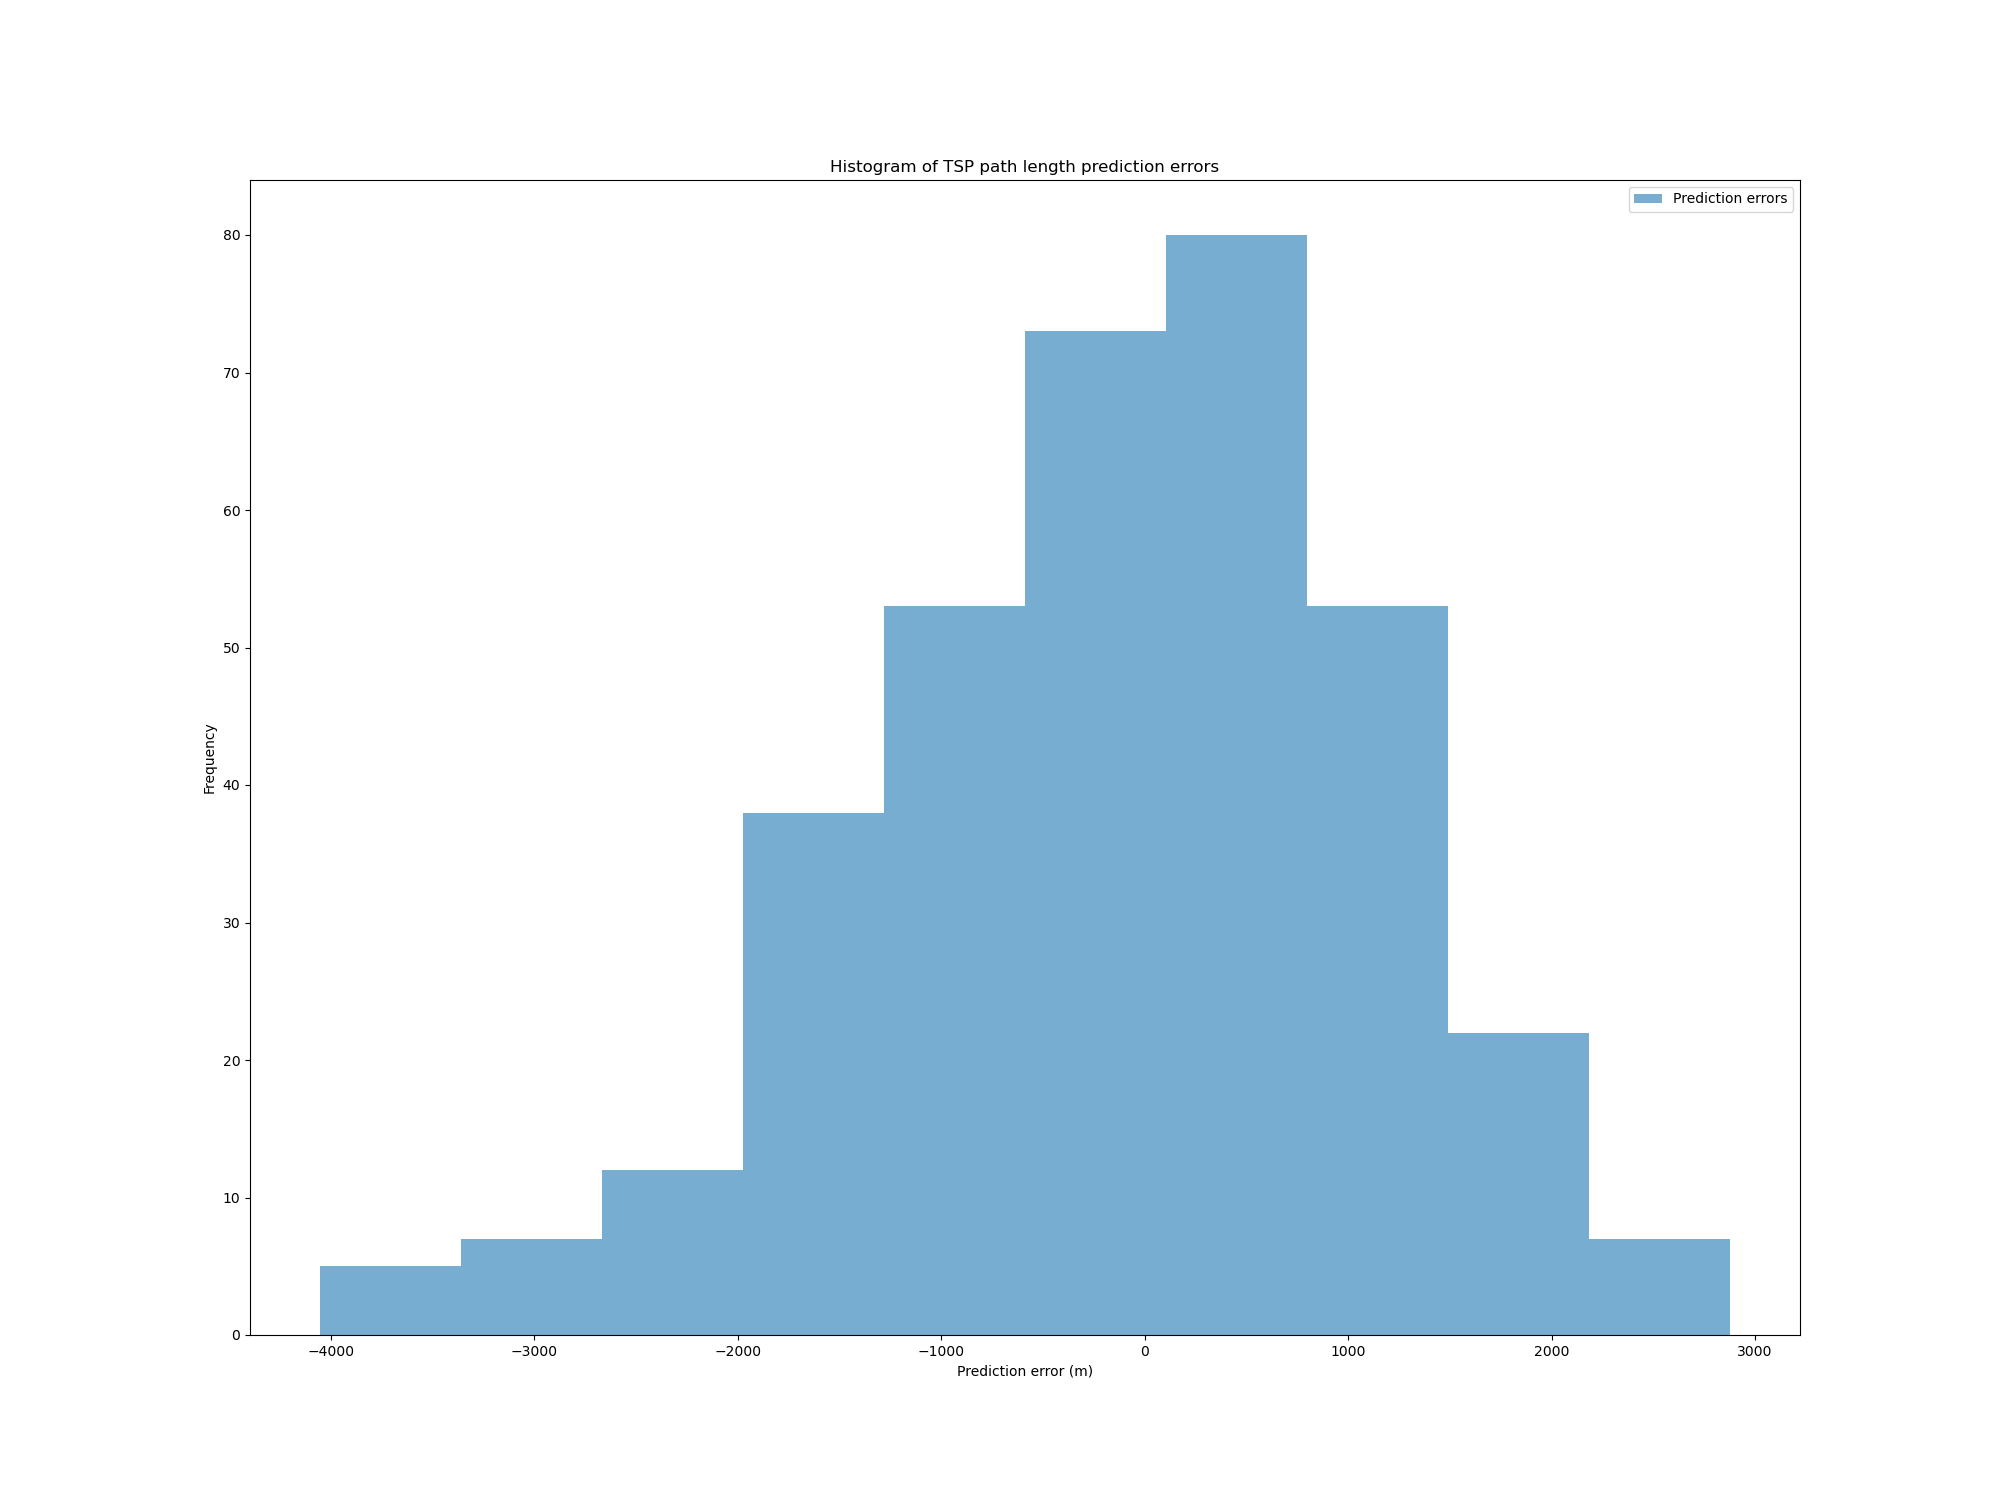 Histogram of TSP path length prediction errors
Prediction errors
80
70
60
50
40
30
20
10
0
Frequency
−4000 −3000 −2000 −1000 0 1000 2000 3000
Prediction error (m)